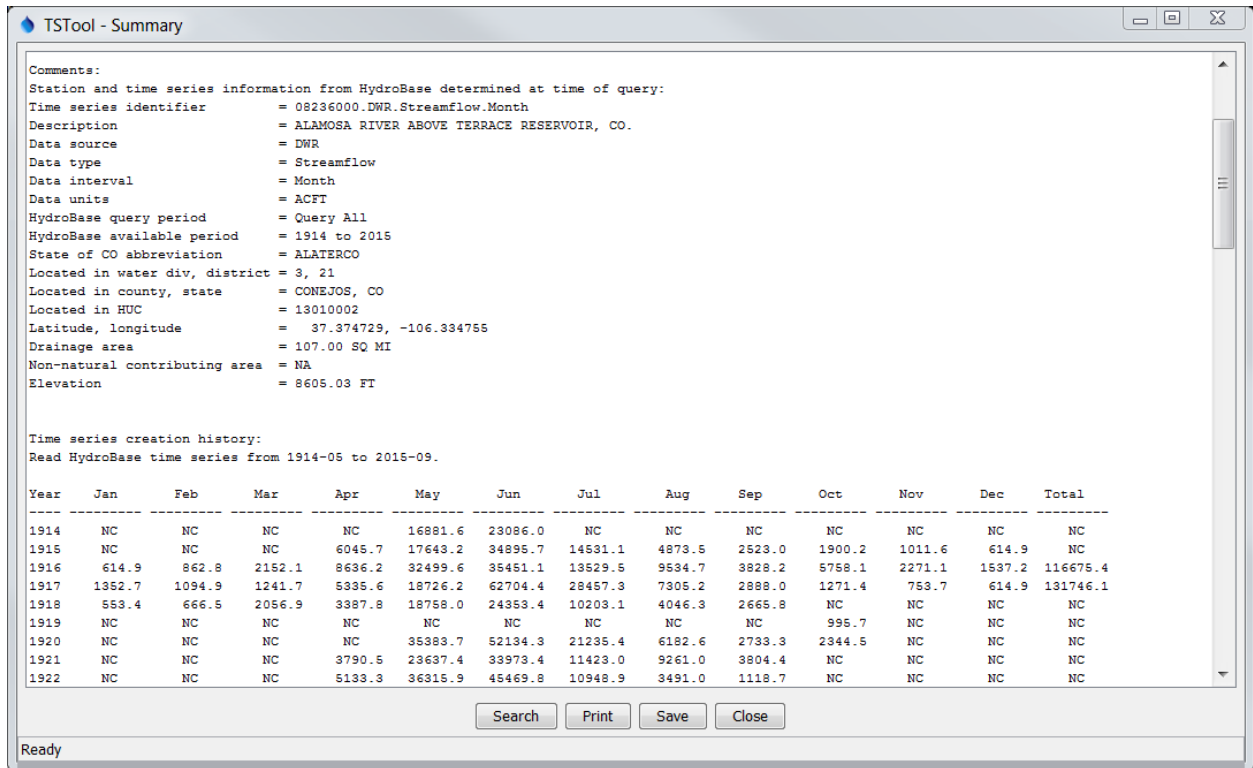 TSTool - Summary
Comments:
Station and time series information from HydroBase determined at time of query:
Time series identifier = 08236000.DWR.Streamflow.Month
Description = ALAMOSA RIVER ABOVE TERRACE RESERVOIR, CO.
Data source = DWR
Data type = Streamflow
Data interval = Month
Data units = ACFT
HydroBase query period = Query All
HydroBase available period = 1914 to 2015
State of CO abbreviation = ALATERCO
Located in water div, district = 3, 21
Located in county, state = CONEJOS, CO
Located in HUC = 13010002
Latitude, longitude = 37.374729, -106.334755
Drainage area = 107.00 SQ MI
Non-natural contributing area = NA
Elevation = 8605.03 FT
Time series creation history:
Read HydroBase time series from 1914-05 to 2015-09.
Year Jan Feb Mar Apr May Jun Jul Aug Sep Oct Nov Dec Total
---- --------- --------- --------- --------- --------- --------- --------- --------- --------- --------- --------- --------- ---------
1914 NC NC NC NC 16881.6 23086.0 NC NC NC NC NC NC NC
1915 NC NC NC 6045.7 17643.2 34895.7 14531.1 4873.5 2523.0 1900.2 1011.6 614.9 NC
1916 614.9 862.8 2152.1 8636.2 32499.6 35451.1 13529.5 9534.7 3828.2 5758.1 2271.1 1537.2 116675.4
1917 1352.7 1094.9 1241.7 5335.6 18726.2 62704.4 28457.3 7305.2 2888.0 1271.4 753.7 614.9 131746.1
1918 553.4 666.5 2056.9 3387.8 18758.0 24353.4 10203.1 4046.3 2665.8 NC NC NC NC
1919 NC NC NC NC NC NC NC NC NC 995.7 NC NC NC
1920 NC NC NC NC 35383.7 52134.3 21235.4 6182.6 2733.3 2344.5 NC NC NC
1921 NC NC NC 3790.5 23637.4 33973.4 11423.0 9261.0 3804.4 NC NC NC NC
1922 NC NC NC 5133.3 36315.9 45469.8 10948.9 3491.0 1118.7 NC NC NC NC
Search Print Save Close
Ready